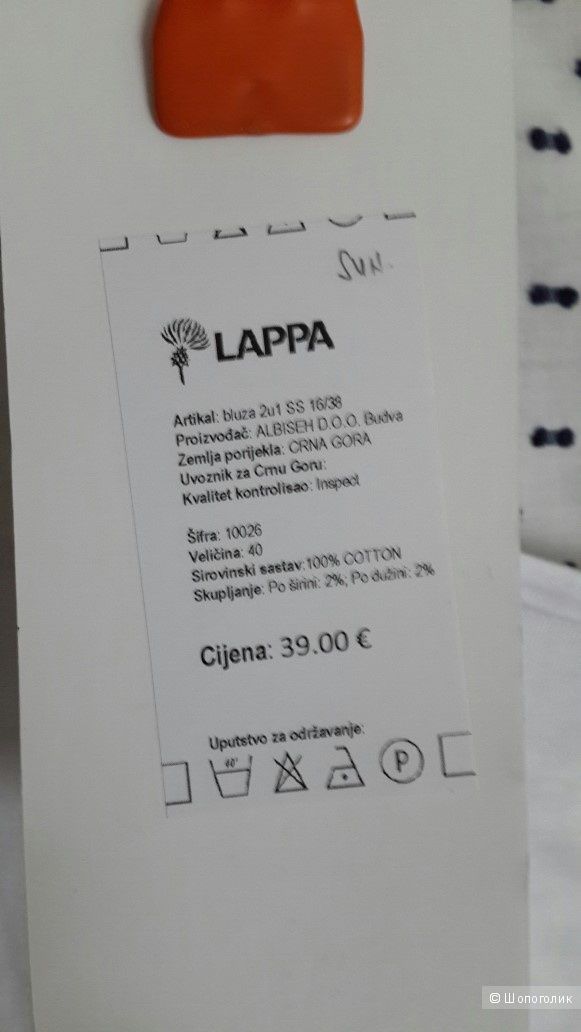 SUN.
LAPPA
Artikal: bluza 2u1 SS 16/38
Proizvođač: ALBISEH D.O.O. Budva
Zemlja porijekla: CRNA GORA
Uvoznik za Crnu Goru:
Kvalitet kontrolisao: Inspect
Šifra: 10026
Veličina: 40
Sirovinski sastav:100% COTTON
Skupljanje: Po širini: 2%; Po dužini: 2%
Cijena: 39.00 €
Uputstvo za održavanje:
40°
P
© Шопоголик